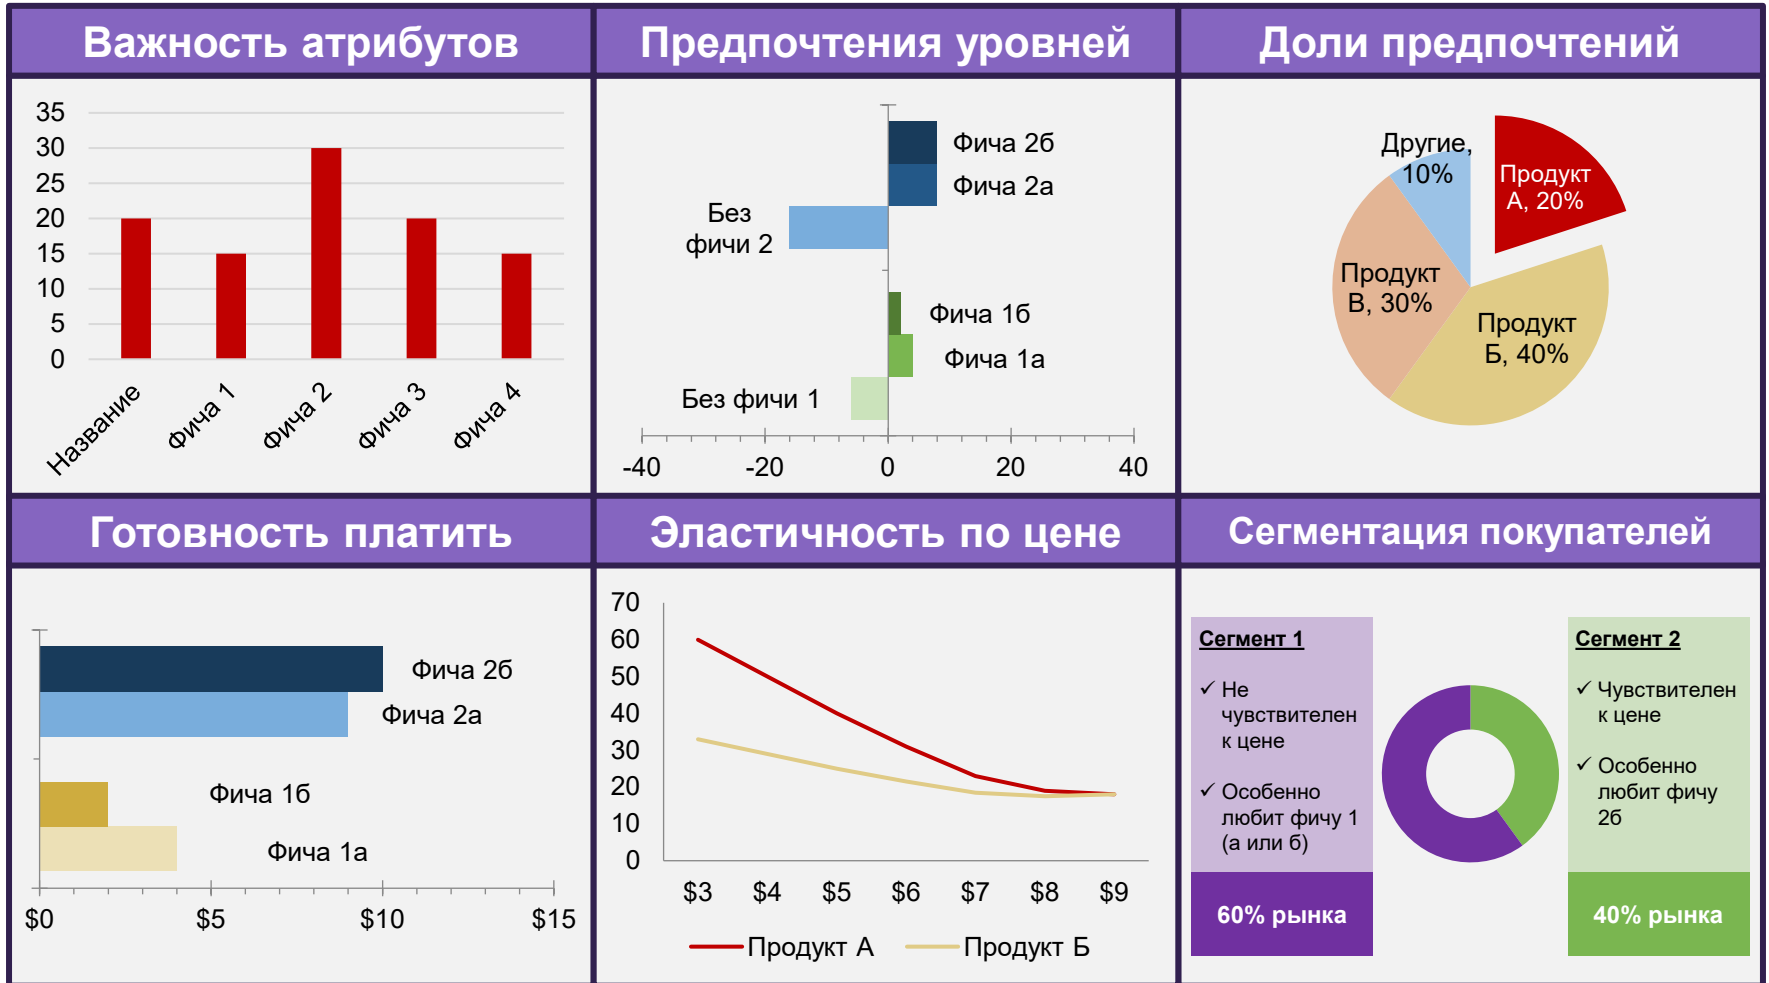 Важность атрибутов
35
30
25
20
15
10
5
0
Название
Фича 1
Фича 2
Фича 3
Фича 4
Предпочтения уровней
Фича 2б
Фича 2а
Без
фичи 2
Фича 1б
Фича 1а
Без фичи 1
-40
-20
0
20
40
Доли предпочтений
Другие,
10%
Продукт
А, 20%
Продукт
В, 30%
Продукт
Б, 40%
Готовность платить
Фича 2б
Фича 2а
Фича 1б
Фича 1а
$0
$5
$10
$15
Эластичность по цене
70
60
50
40
30
20
10
0
$3
$4
$5
$6
$7
$8
$9
Продукт А
Продукт Б
Сегментация покупателей
Сегмент 1
✓ Не
чувствителен
к цене
✓ Особенно
любит фичу 1
(а или б)
60% рынка
Сегмент 2
✓ Чувствителен
к цене
✓ Особенно
любит фичу
2б
40% рынка